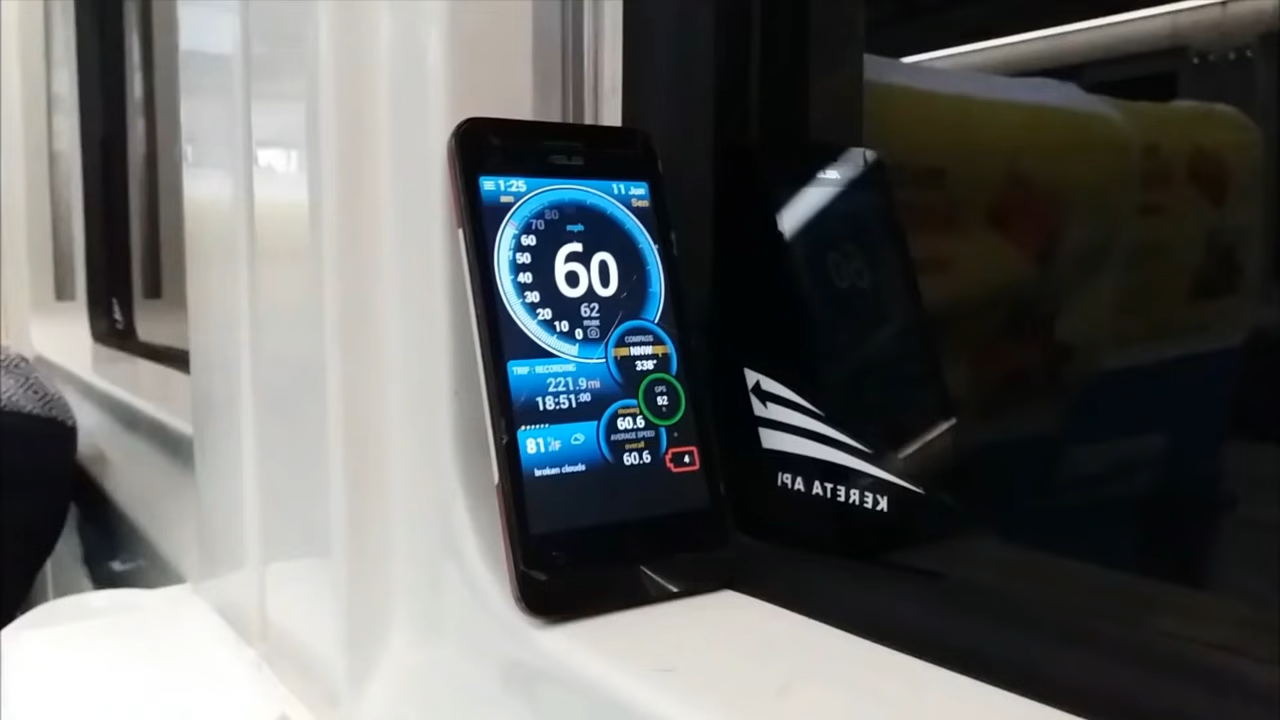 ASUS
1:25
11 Jun
Sen
80
70
60
50
40
30
20
10
0
mph
60
62
max
COMPASS
NNW
338°
TRIP : RECORDING
221.9 mi
18:51:00
GPS
52
ft
moving
60.6
AVERAGE SPEED
overall
60.6
81°F
broken clouds
4
KERETA API